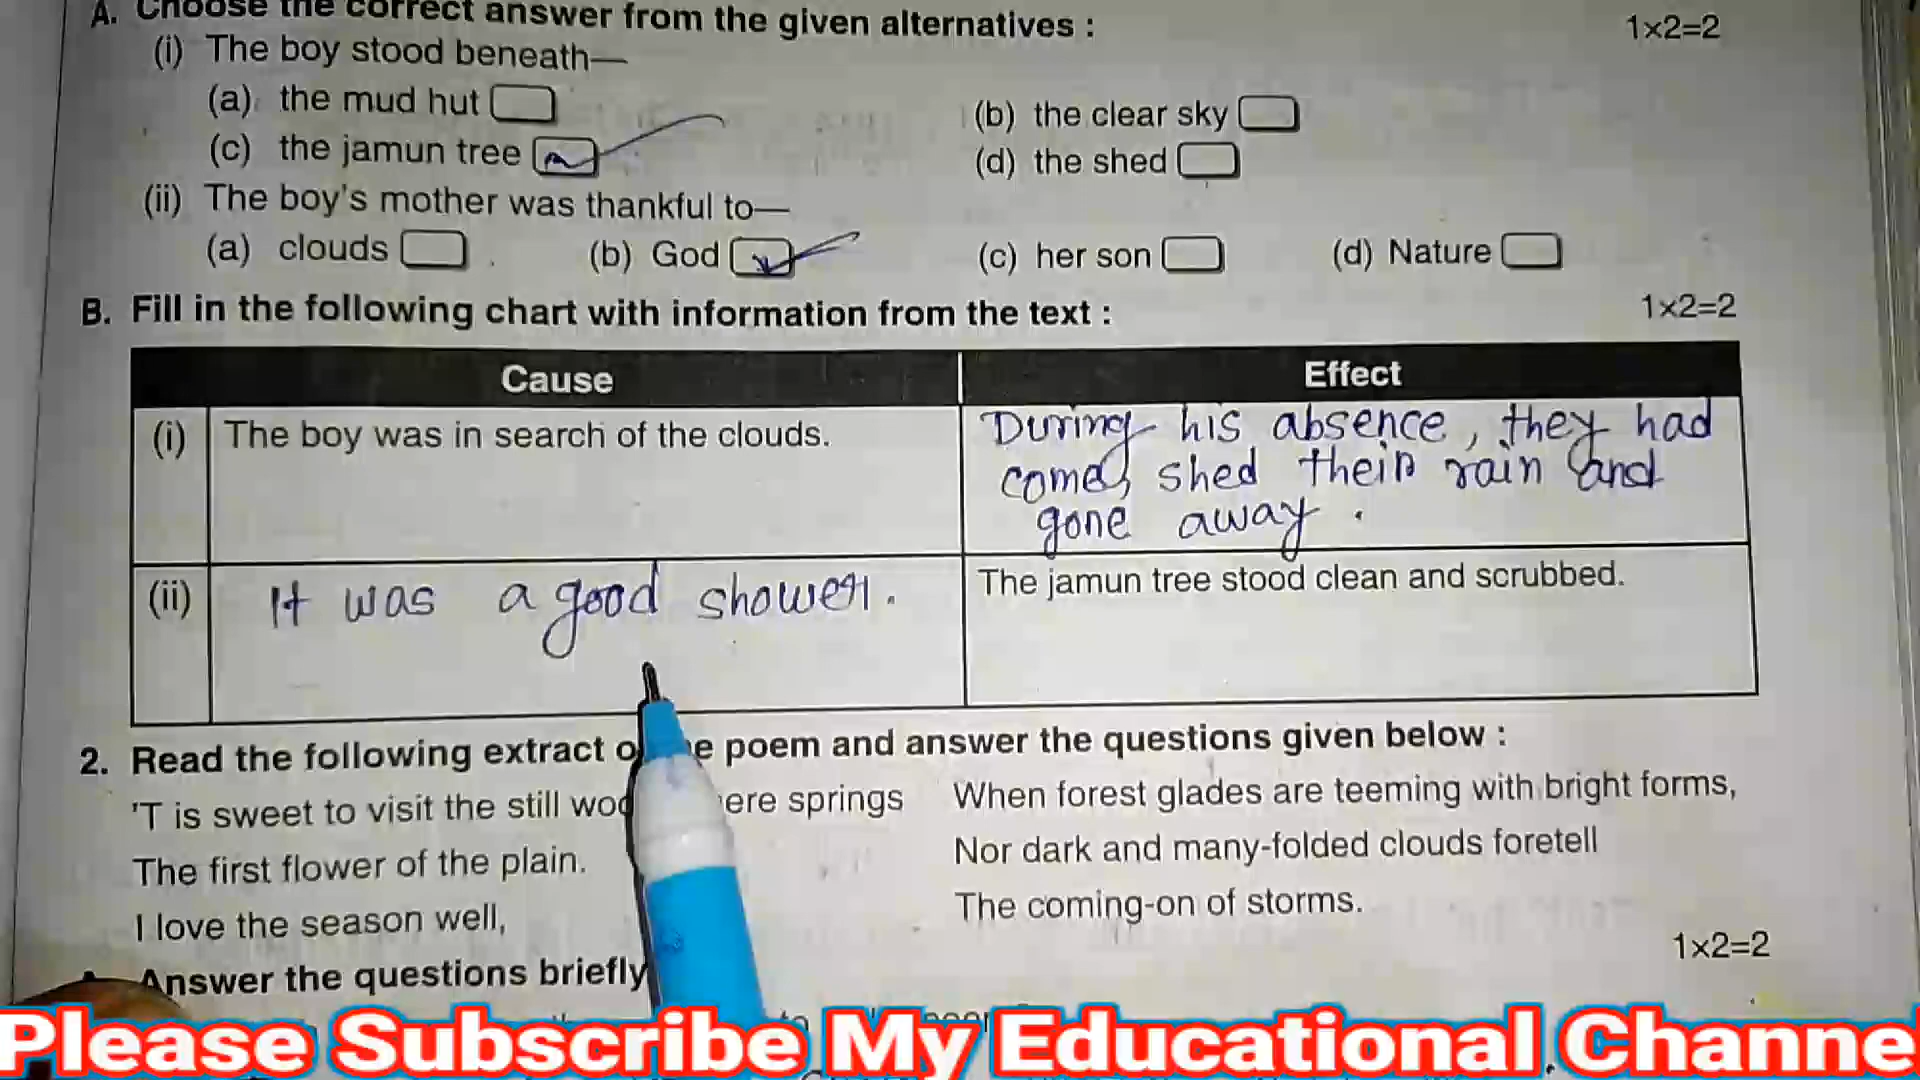 A. Choose the correct answer from the given alternatives : 1×2=2
(i) The boy stood beneath—
(a) the mud hut (b) the clear sky
(c) the jamun tree (d) the shed
(ii) The boy's mother was thankful to—
(a) clouds (b) God (c) her son (d) Nature
B. Fill in the following chart with information from the text : 1×2=2
Cause Effect
(i) The boy was in search of the clouds. During his absence, they had
come, shed their rain and
gone away.
(ii) It was a good shower. The jamun tree stood clean and scrubbed.
2. Read the following extract poem and answer the questions given below :
'T is sweet to visit the still springs
The first flower of the plain.
I love the season well,
When forest glades are teeming with bright forms,
Nor dark and many-folded clouds foretell
The coming-on of storms.
Answer the questions briefly 1×2=2
Please Subscribe My Educational Channe